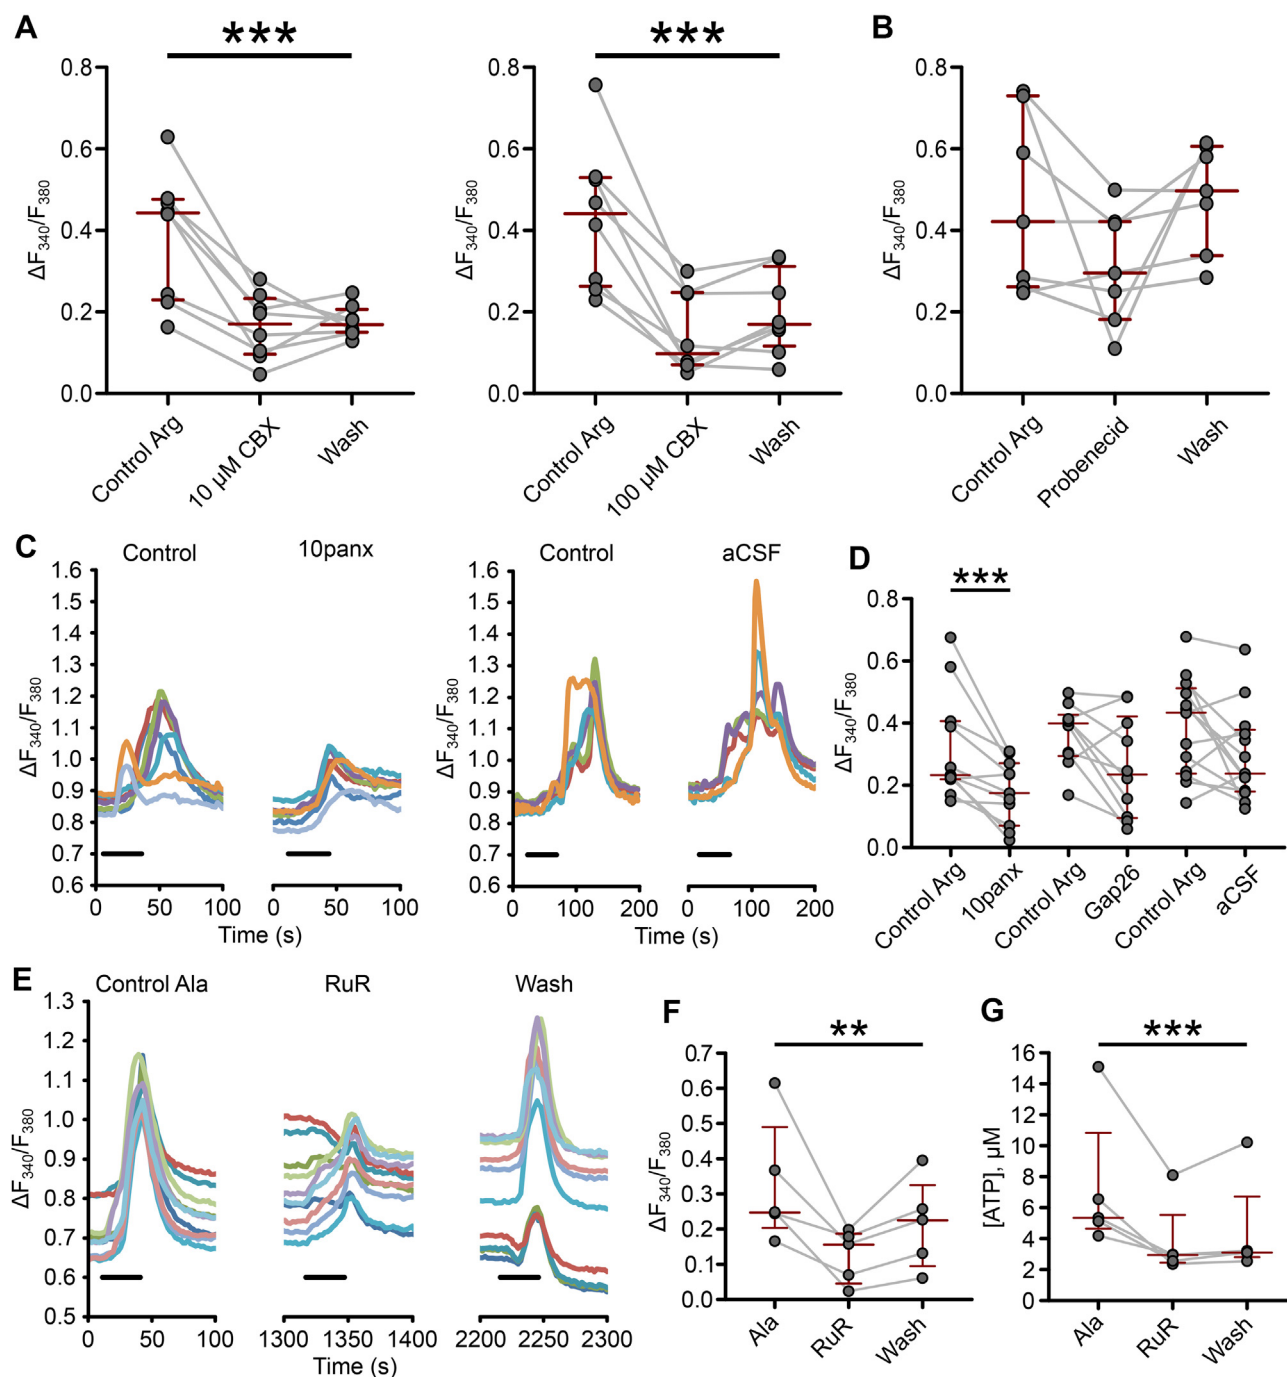 A
***
***
B
0.8
0.6
0.4
0.2
0.0
ΔF340/F380
Control Arg
10 µM CBX
Wash
0.8
0.6
0.4
0.2
0.0
ΔF340/F380
Control Arg
100 µM CBX
Wash
0.8
0.6
0.4
0.2
0.0
ΔF340/F380
Control Arg
Probenecid
Wash
C
Control
10panx
1.6
1.5
1.4
1.3
1.2
1.1
1.0
0.9
0.8
0.7
0.6
ΔF340/F380
0 50 100
0 50 100
Time (s)
Control
aCSF
1.6
1.5
1.4
1.3
1.2
1.1
1.0
0.9
0.8
0.7
0.6
ΔF340/F380
0 100 200
0 100 200
Time (s)
D
***
0.8
0.6
0.4
0.2
0.0
ΔF340/F380
Control Arg
10panx
Control Arg
Gap26
Control Arg
aCSF
E
Control Ala
RuR
Wash
1.3
1.2
1.1
1.0
0.9
0.8
0.7
0.6
0.5
ΔF340/F380
0 50 100
1300 1350 1400
2200 2250 2300
Time (s)
F
**
0.7
0.6
0.5
0.4
0.3
0.2
0.1
0.0
ΔF340/F380
Ala
RuR
Wash
G
***
16
14
12
10
8
6
4
2
0
[ATP], µM
Ala
RuR
Wash